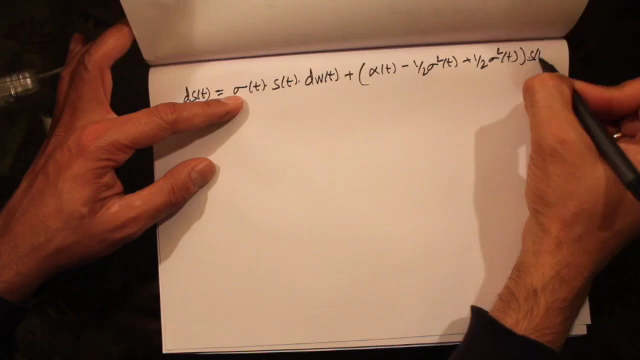 ds(t) = σ(t) · s(t) · dw(t) + (α(t) - 1/2σ²(t) + 1/2σ²(t)) s(